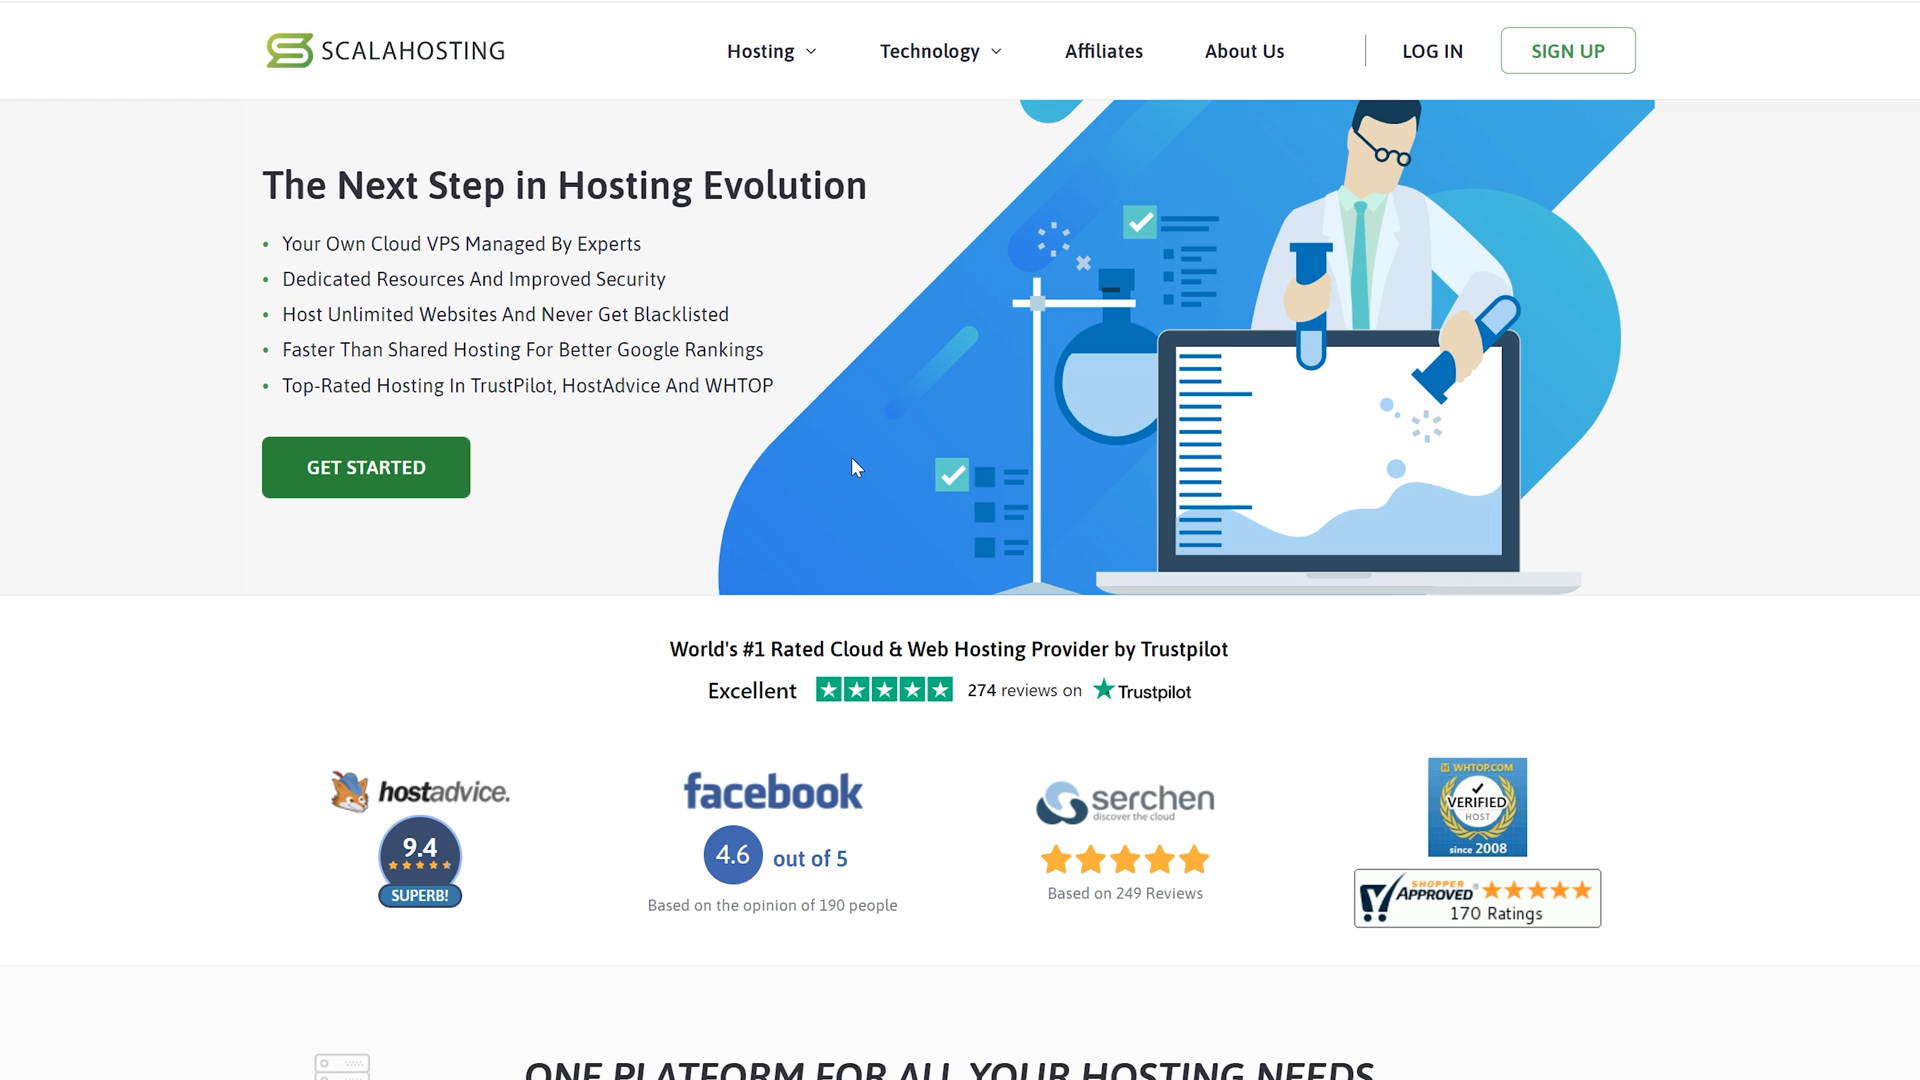 SCALAHOSTING
Hosting
Technology
Affiliates
About Us
LOG IN
SIGN UP
The Next Step in Hosting Evolution
• Your Own Cloud VPS Managed By Experts
• Dedicated Resources And Improved Security
• Host Unlimited Websites And Never Get Blacklisted
• Faster Than Shared Hosting For Better Google Rankings
• Top-Rated Hosting In TrustPilot, HostAdvice And WHTOP
GET STARTED
World's #1 Rated Cloud & Web Hosting Provider by Trustpilot
Excellent 274 reviews on Trustpilot
hostadvice.
9.4
SUPERB!
facebook
4.6 out of 5
Based on the opinion of 190 people
serchen
discover the cloud
Based on 249 Reviews
WHTOP.COM
VERIFIED
HOST
since 2008
SHOPPER
APPROVED®
170 Ratings
ONE PLATFORM FOR ALL YOUR HOSTING NEEDS